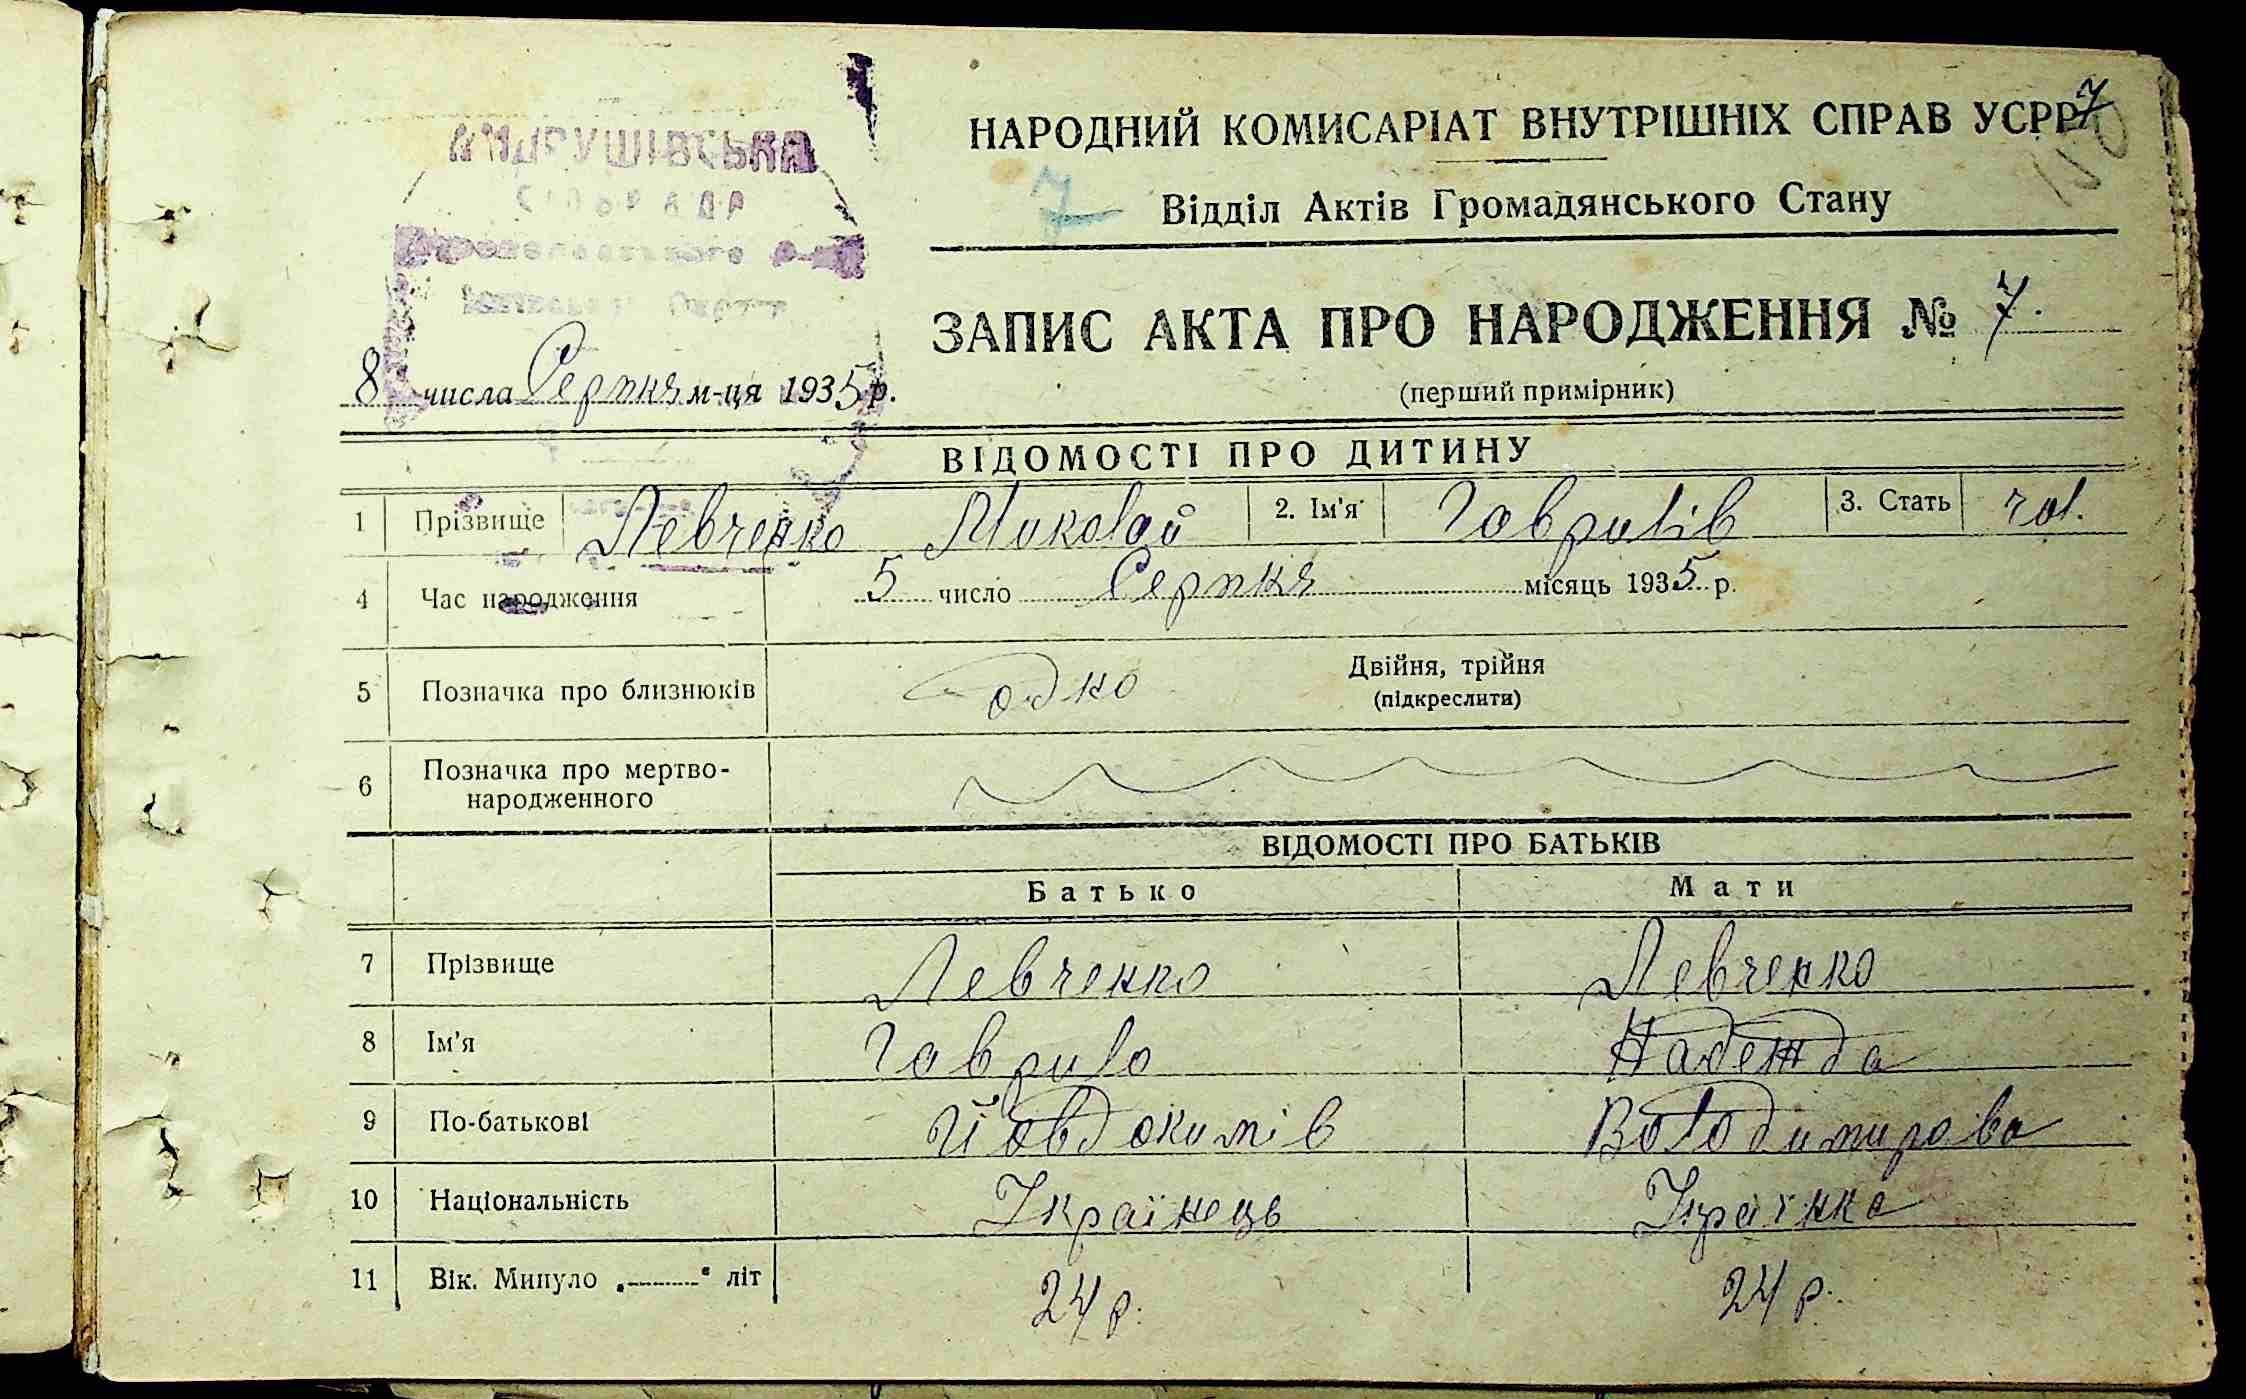 АНДРУШІВСЬКА
СІЛЬРАДА
НАРОДНИЙ КОМИСАРІАТ ВНУТРІШНІХ СПРАВ УСРР 7
150
7
Відділ Актів Громадянського Стану
ЗАПИС АКТА ПРО НАРОДЖЕННЯ № 7.
8 числа Серпня м-ця 1935 р.
(перший примірник)
ВІДОМОСТІ ПРО ДИТИНУ
1 Прізвище Левченко Миколай 2. Ім'я Гаврилів 3. Стать чол.
4 Час народження 5 число Серпня місяць 1935 р.
5 Позначка про близнюків одно Двійня, трійня
(підкреслити)
6 Позначка про мертво-
народженного
ВІДОМОСТІ ПРО БАТЬКІВ
Батько Мати
7 Прізвище Левченко Левченко
8 Ім'я Гаврило Надежда
9 По-батькові Йовдокимів Володимирова
10 Національність Українець Українка
11 Вік. Минуло „ “ літ 24 р. 24 р.